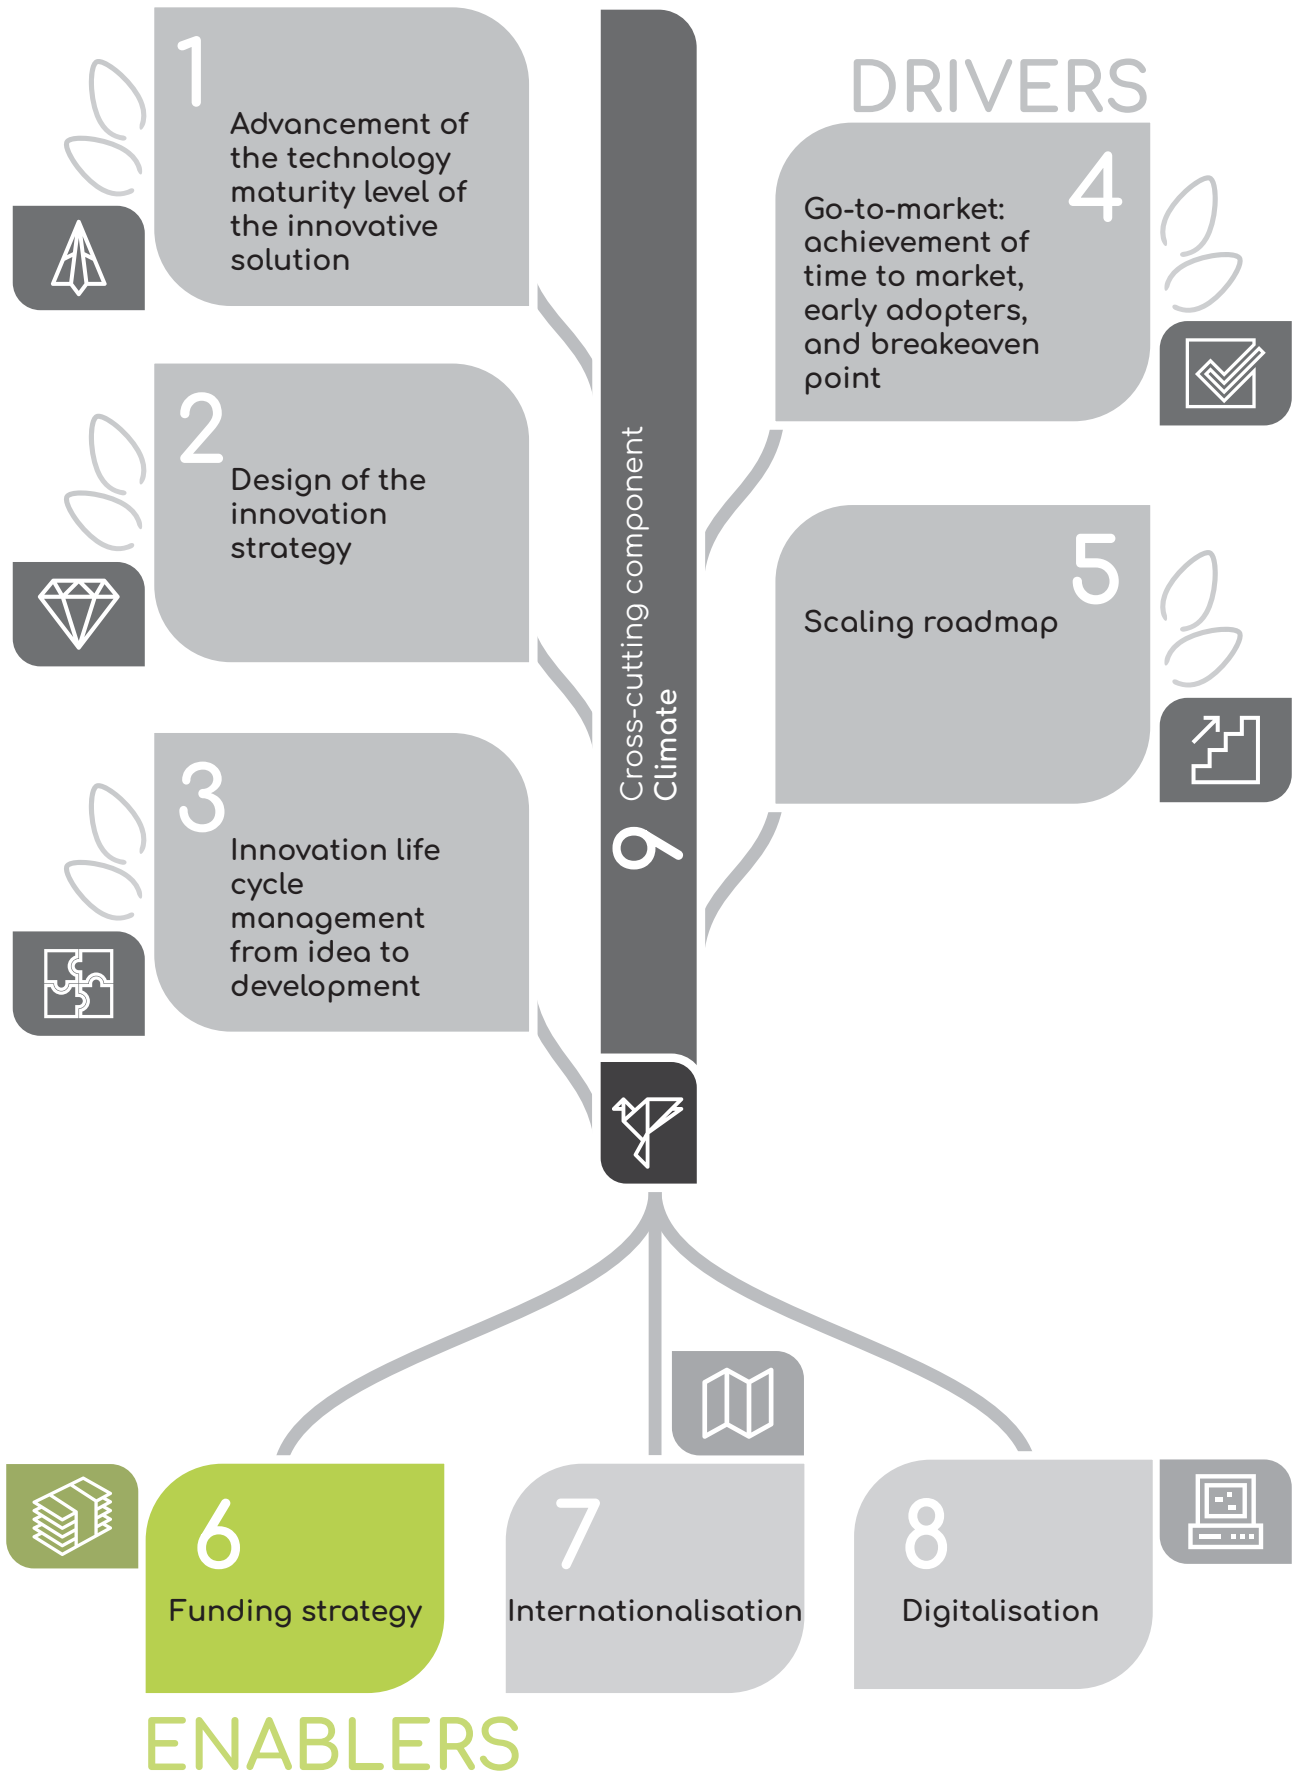 1
Advancement of
the technology
maturity level of
the innovative
solution
2
Design of the
innovation
strategy
3
Innovation life
cycle
management
from idea to
development
9
Cross-cutting component
Climate
DRIVERS
4
Go-to-market:
achievement of
time to market,
early adopters,
and breakeaven
point
5
Scaling roadmap
6
Funding strategy
7
Internationalisation
8
Digitalisation
ENABLERS